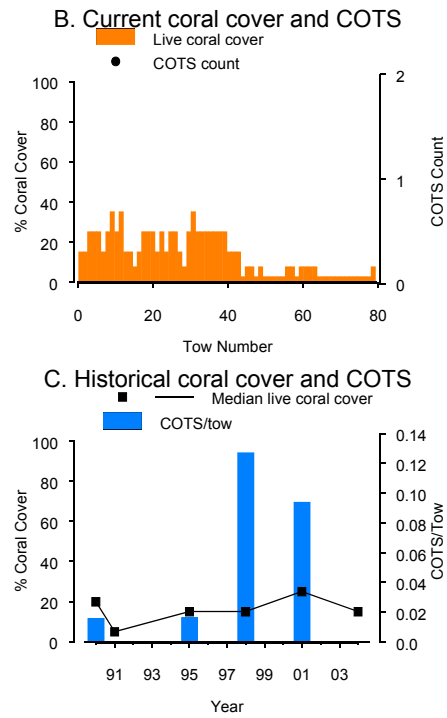 B. Current coral cover and COTS
Live coral cover
COTS count
100
80
60
40
20
0
% Coral Cover
2
1
0
COTS Count
0 20 40 60 80
Tow Number
C. Historical coral cover and COTS
Median live coral cover
COTS/tow
100
80
60
40
20
0
% Coral Cover
0.14
0.12
0.10
0.08
0.06
0.04
0.02
0.0
COTS/Tow
91 93 95 97 99 01 03
Year